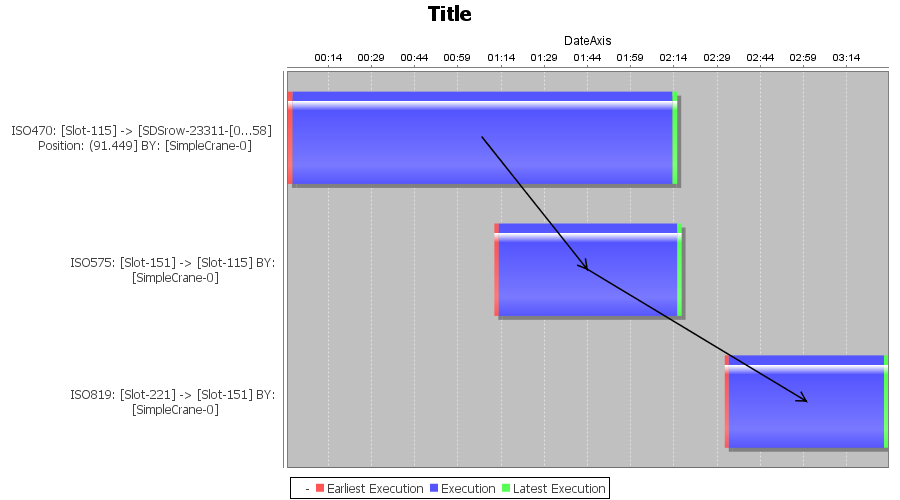 Title
DateAxis
00:14 00:29 00:44 00:59 01:14 01:29 01:44 01:59 02:14 02:29 02:44 02:59 03:14
ISO470: [Slot-115] -> [SDSrow-23311-[0...58]
Position: (91.449] BY: [SimpleCrane-0]
ISO575: [Slot-151] -> [Slot-115] BY:
[SimpleCrane-0]
ISO819: [Slot-221] -> [Slot-151] BY:
[SimpleCrane-0]
- Earliest Execution Execution Latest Execution